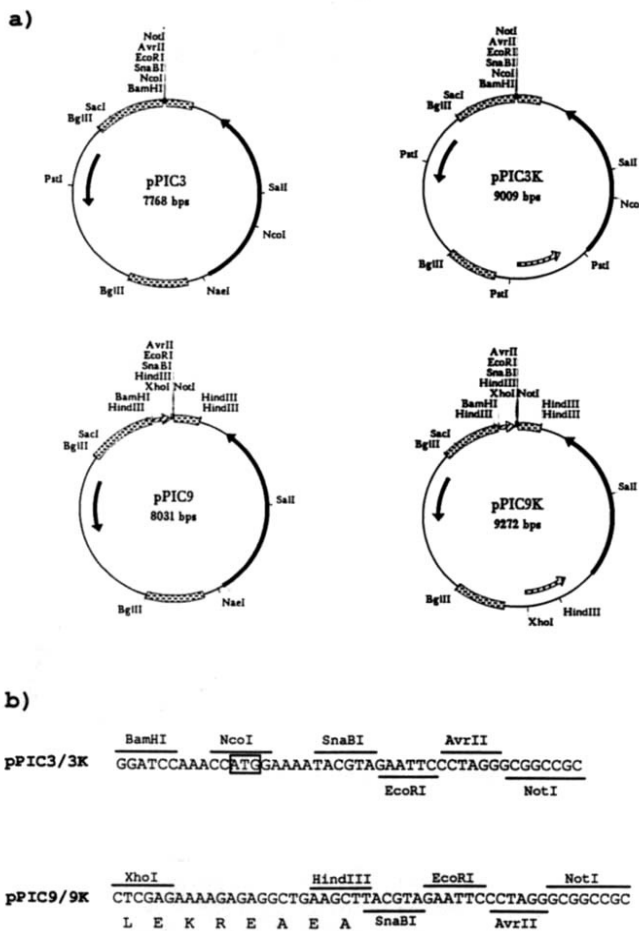 a)
NotI
AvrII
EcoRI
SnaBI
NcoI
BamHI
SacI
BglII
PstI
pPIC3
7768 bps
SalI
NcoI
BglII
NaeI
NotI
AvrII
EcoRI
SnaBI
NcoI
BamHI
SacI
BglII
PstI
pPIC3K
9009 bps
SalI
Nco
BglII
PstI
PstI
AvrII
EcoRI
SnaBI
HindIII
XhoI NotI
BamHI HindIII
HindIII HindIII
SacI
BglII
pPIC9
8031 bps
SalI
BglII
NaeI
AvrII
EcoRI
SnaBI
HindIII
XhoI NotI
BamHI HindIII
HindIII HindIII
SacI
BglII
pPIC9K
9272 bps
SalI
BglII
HindIII
XhoI
b)
BamHI NcoI SnaBI AvrII
pPIC3/3K GGATCCAAACCATGGAAAATACGTAGAATTCCCTAGGGCGGCCGC
EcoRI NotI
XhoI HindIII EcoRI NotI
pPIC9/9K CTCGAGAAAAGAGAGGCTGAAGCTTACGTAGAATTCCCTAGGGCGGCCGC
L E K R E A E A SnaBI AvrII